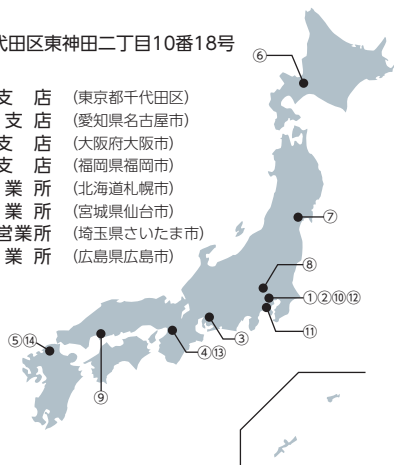 代田区東神田二丁目10番18号
支 店 (東京都千代田区)
支 店 (愛知県名古屋市)
支 店 (大阪府大阪市)
支 店 (福岡県福岡市)
業 所 (北海道札幌市)
業 所 (宮城県仙台市)
営業所 (埼玉県さいたま市)
業 所 (広島県広島市)
⑥
⑦
⑧
①②⑩⑫
⑪
③
④⑬
⑤⑭
⑨